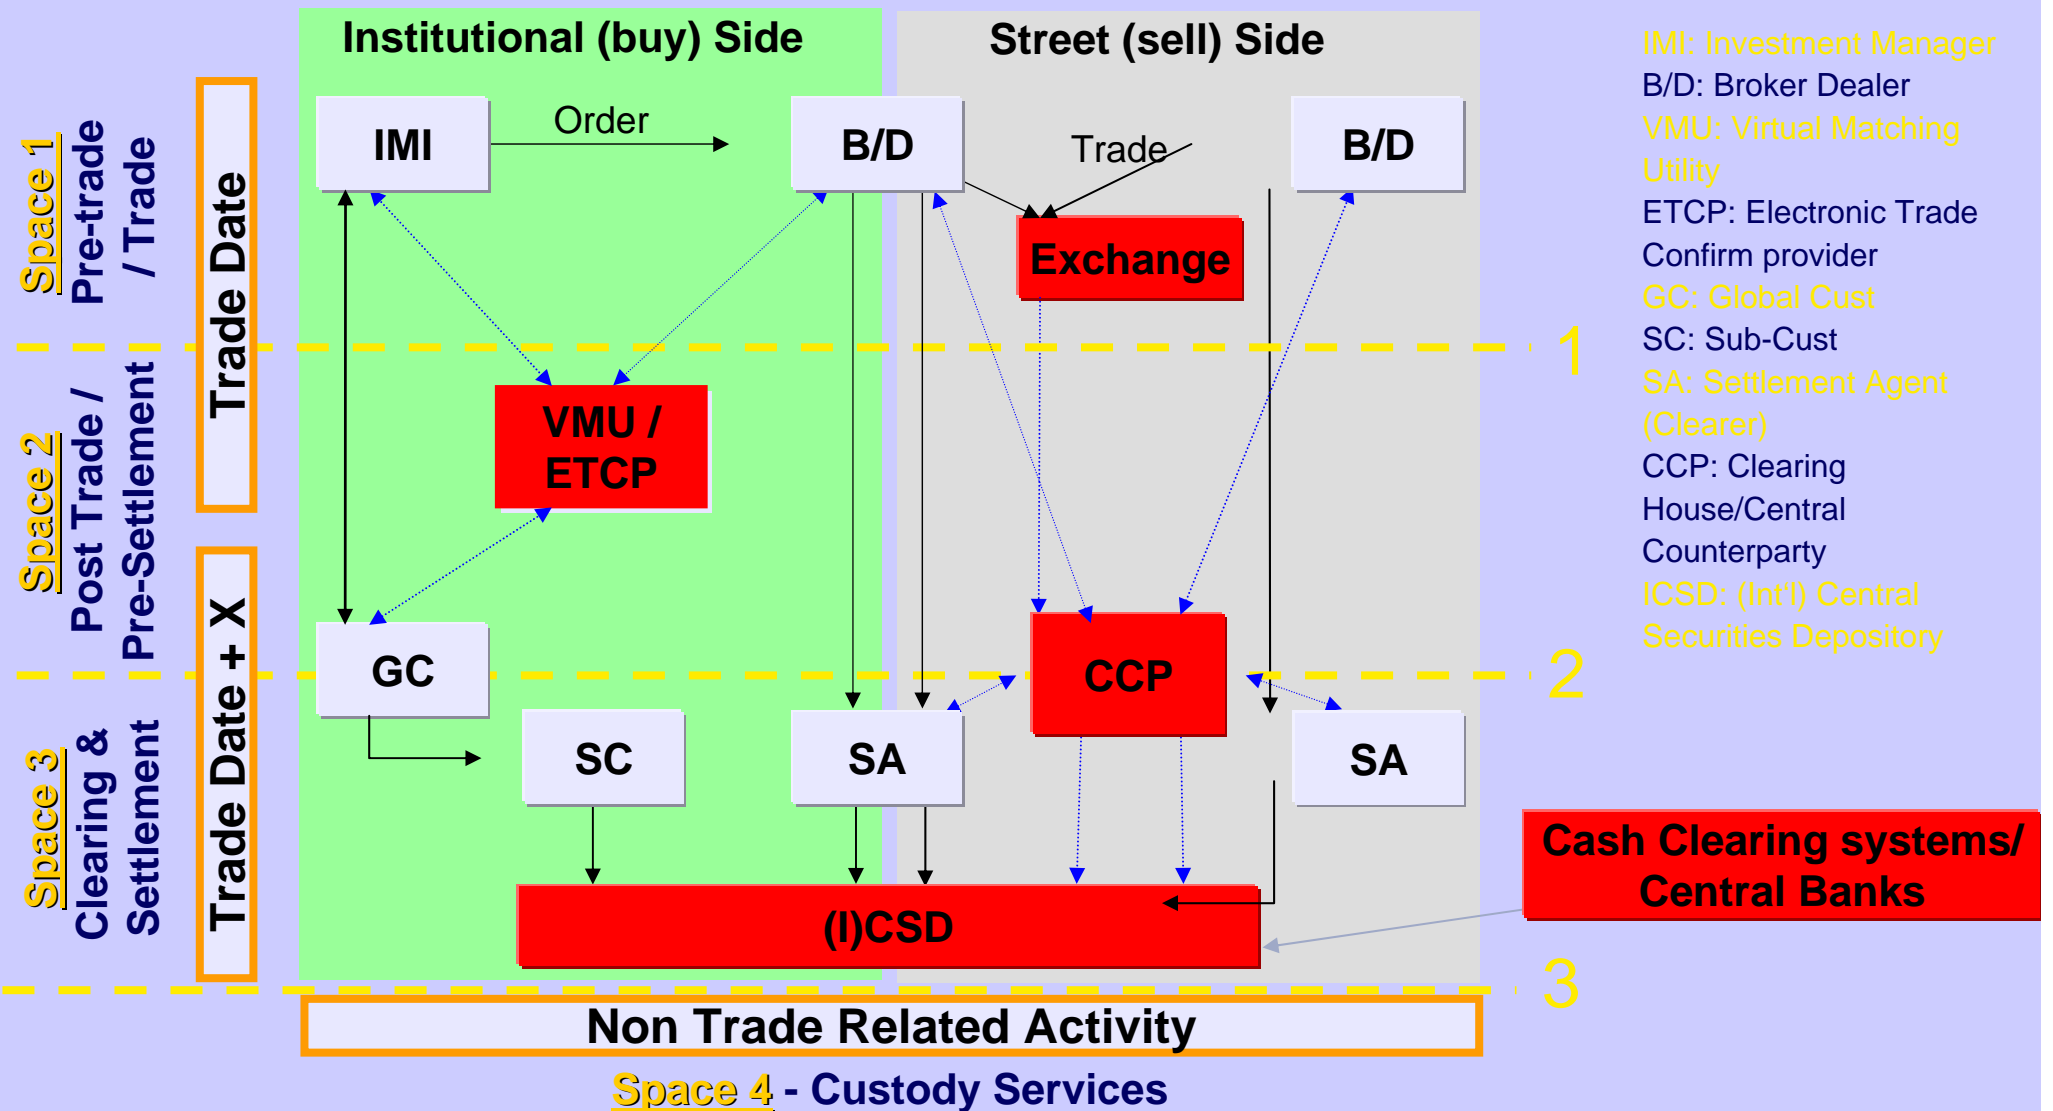 Institutional (buy) Side
Street (sell) Side
IMI
Order
B/D
Trade
B/D
Exchange
VMU /
ETCP
GC
CCP
SC
SA
SA
(I)CSD
Cash Clearing systems/
Central Banks
Non Trade Related Activity
Space 4 - Custody Services
Space 1
Pre-trade
/ Trade
Space 2
Post Trade /
Pre-Settlement
Space 3
Clearing &
Settlement
Trade Date
Trade Date + X
1
2
3
IMI: Investment Manager
B/D: Broker Dealer
VMU: Virtual Matching
Utility
ETCP: Electronic Trade
Confirm provider
GC: Global Cust
SC: Sub-Cust
SA: Settlement Agent
(Clearer)
CCP: Clearing
House/Central
Counterparty
ICSD: (Int'l) Central
Securities Depository